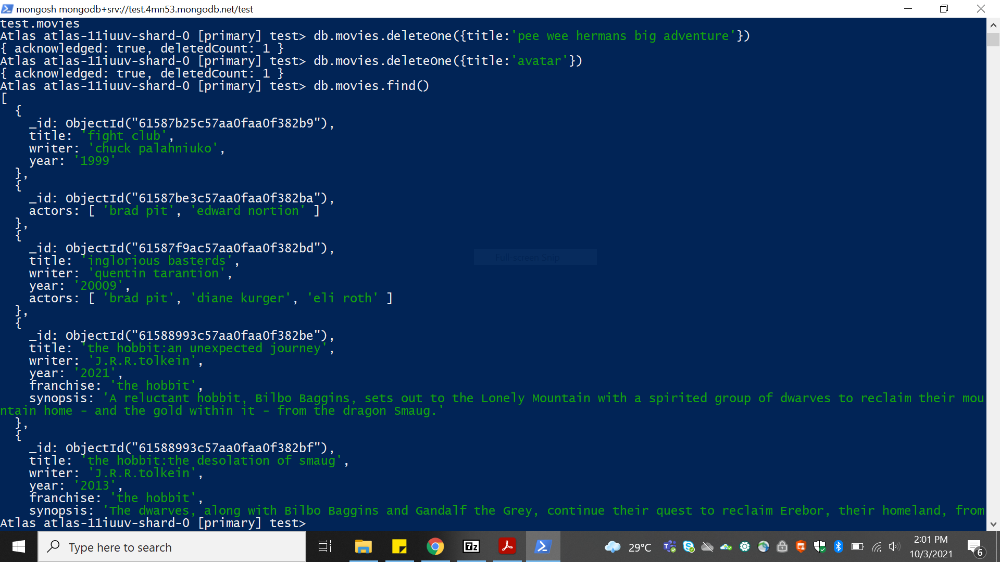 mongosh mongodb+srv://test.4mn53.mongodb.net/test
test.movies
Atlas atlas-11iuuv-shard-0 [primary] test> db.movies.deleteOne({title:'pee wee hermans big adventure'})
{ acknowledged: true, deletedCount: 1 }
Atlas atlas-11iuuv-shard-0 [primary] test> db.movies.deleteOne({title:'avatar'})
{ acknowledged: true, deletedCount: 1 }
Atlas atlas-11iuuv-shard-0 [primary] test> db.movies.find()
[
  {
    _id: ObjectId("61587b25c57aa0faa0f382b9"),
    title: 'fight club',
    writer: 'chuck palahniuko',
    year: '1999'
  },
  {
    _id: ObjectId("61587be3c57aa0faa0f382ba"),
    actors: [ 'brad pit', 'edward nortion' ]
  },
  {
    _id: ObjectId("61587f9ac57aa0faa0f382bd"),
    title: 'inglorious basterds',
    writer: 'quentin tarantion',
    year: '20009',
    actors: [ 'brad pit', 'diane kurger', 'eli roth' ]
  },
  {
    _id: ObjectId("61588993c57aa0faa0f382be"),
    title: 'the hobbit:an unexpected journey',
    writer: 'J.R.R.tolkein',
    year: '2021',
    franchise: 'the hobbit',
    synopsis: 'A reluctant hobbit, Bilbo Baggins, sets out to the Lonely Mountain with a spirited group of dwarves to reclaim their mou
ntain home - and the gold within it - from the dragon Smaug.'
  },
  {
    _id: ObjectId("61588993c57aa0faa0f382bf"),
    title: 'the hobbit:the desolation of smaug',
    writer: 'J.R.R.tolkein',
    year: '2013',
    franchise: 'the hobbit',
    synopsis: 'The dwarves, along with Bilbo Baggins and Gandalf the Grey, continue their quest to reclaim Erebor, their homeland, from
Atlas atlas-11iuuv-shard-0 [primary] test>
Full-screen Snip
Type here to search
7z
29°C
2:01 PM
10/3/2021
6